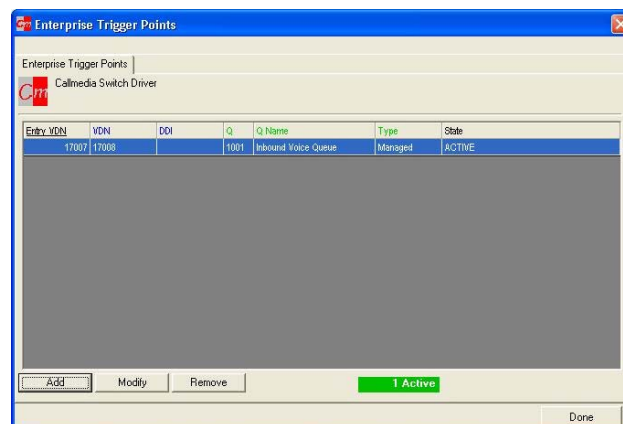 Cm Enterprise Trigger Points
Enterprise Trigger Points
Cm Callmedia Switch Driver
Entry VDN VDN DDI Q Q Name Type State
17007 17008 1001 Inbound Voice Queue Managed ACTIVE
Add Modify Remove 1 Active
Done